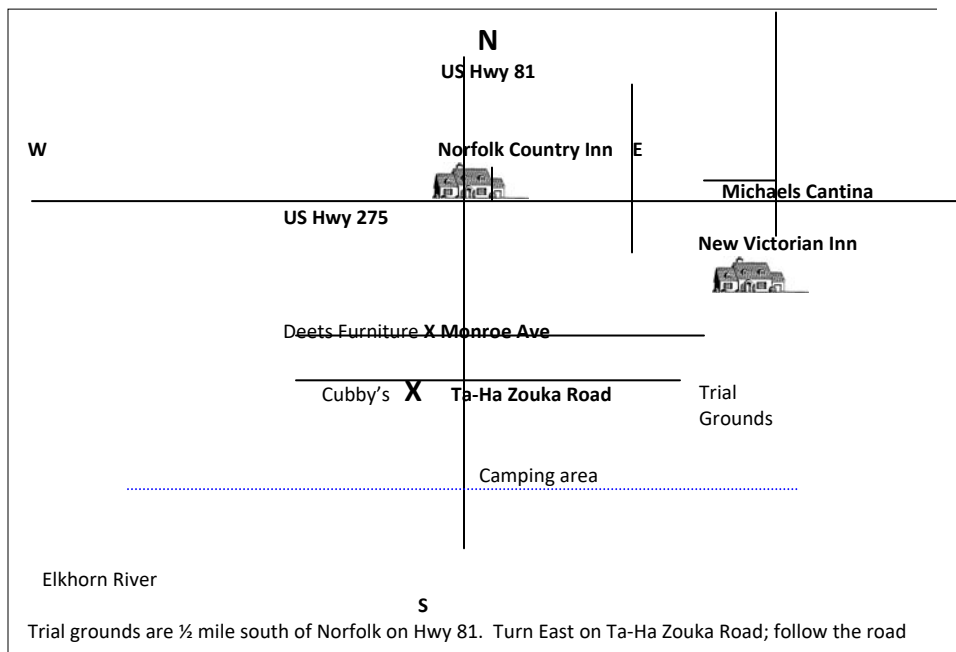 N
US Hwy 81
W
Norfolk Country Inn E
Michaels Cantina
US Hwy 275
New Victorian Inn
Deets Furniture X Monroe Ave
Cubby’s X Ta-Ha Zouka Road
Trial
Grounds
Camping area
Elkhorn River
S
Trial grounds are ½ mile south of Norfolk on Hwy 81. Turn East on Ta-Ha Zouka Road; follow the road